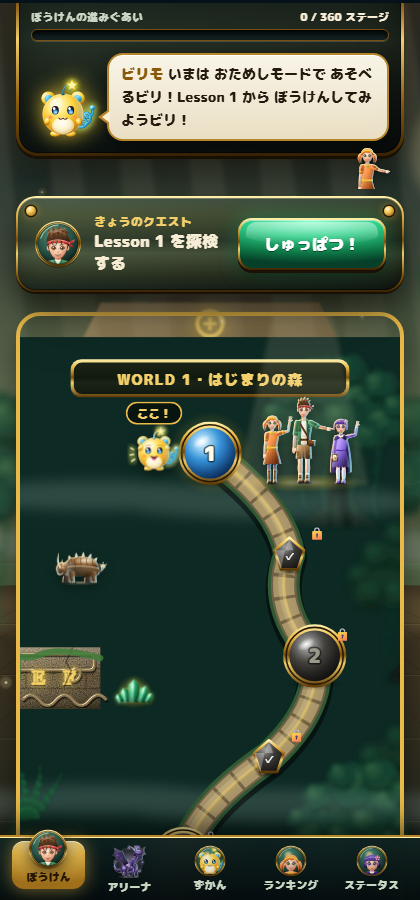 ぼうけんの進みぐあい
0 / 360 ステージ
ビリモ いまは おためしモードで あそべ
るビリ！Lesson 1 から ぼうけんしてみ
ようビリ！
きょうのクエスト
Lesson 1 を探検
する
しゅっぱつ！
WORLD 1 · はじまりの森
ここ！
1
2
E V
ぼうけん
アリーナ
ずかん
ランキング
ステータス